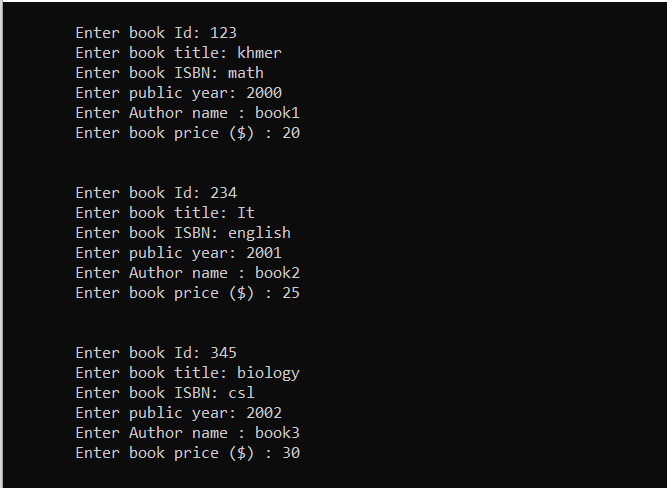 Enter book Id: 123
Enter book title: khmer
Enter book ISBN: math
Enter public year: 2000
Enter Author name : book1
Enter book price ($) : 20
Enter book Id: 234
Enter book title: It
Enter book ISBN: english
Enter public year: 2001
Enter Author name : book2
Enter book price ($) : 25
Enter book Id: 345
Enter book title: biology
Enter book ISBN: csl
Enter public year: 2002
Enter Author name : book3
Enter book price ($) : 30